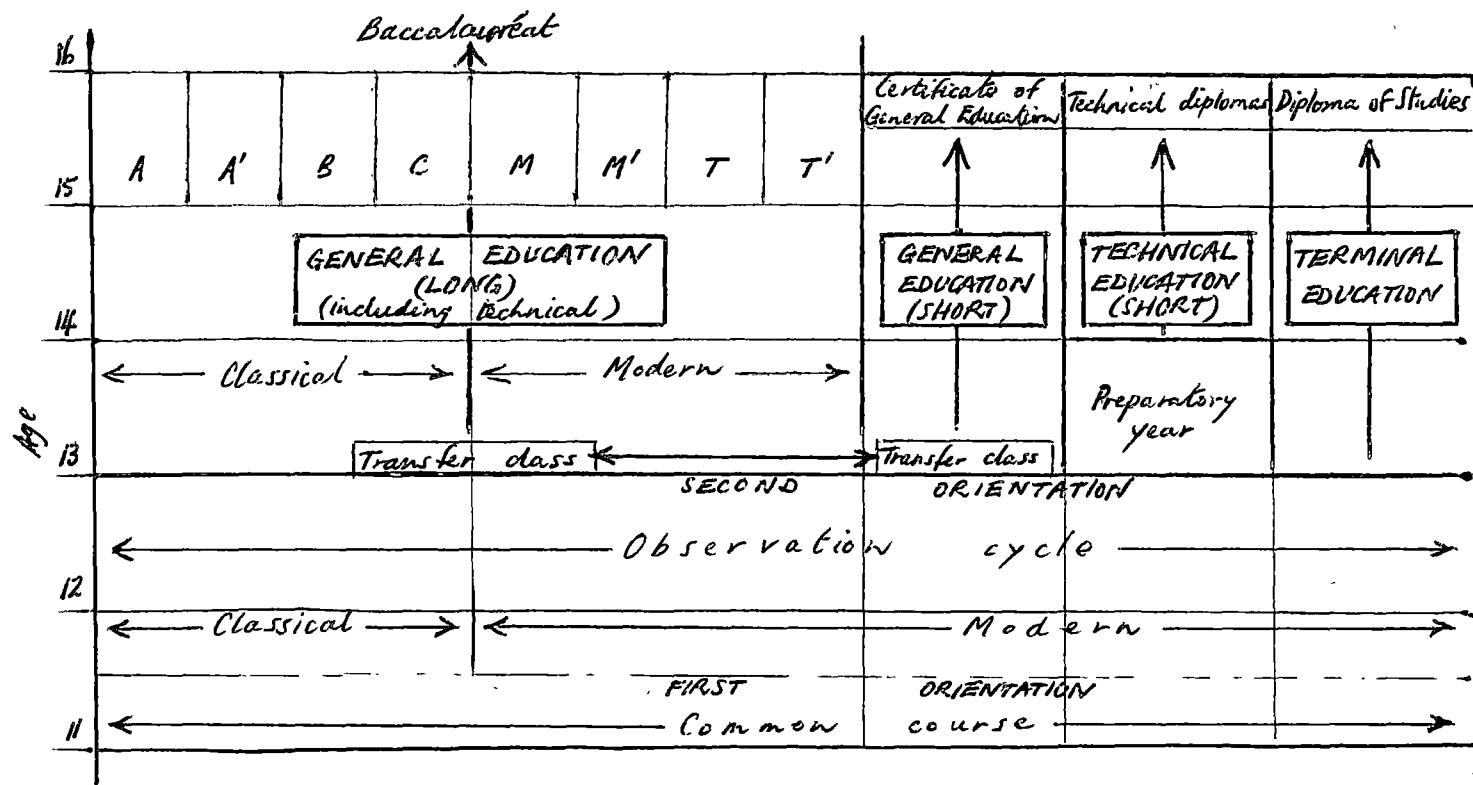 Baccalauréat
16
Certificate of
General Education
Technical diplomas
Diploma of Studies
A A' B C M M' T T'
15
GENERAL EDUCATION
(LONG)
(including technical)
GENERAL
EDUCATION
(SHORT)
TECHNICAL
EDUCATION
(SHORT)
TERMINAL
EDUCATION
14
Classical Modern
Preparatory
year
Age
13
Transfer class Transfer class
SECOND ORIENTATION
Observation cycle
12
Classical Modern
FIRST ORIENTATION
11
Common course